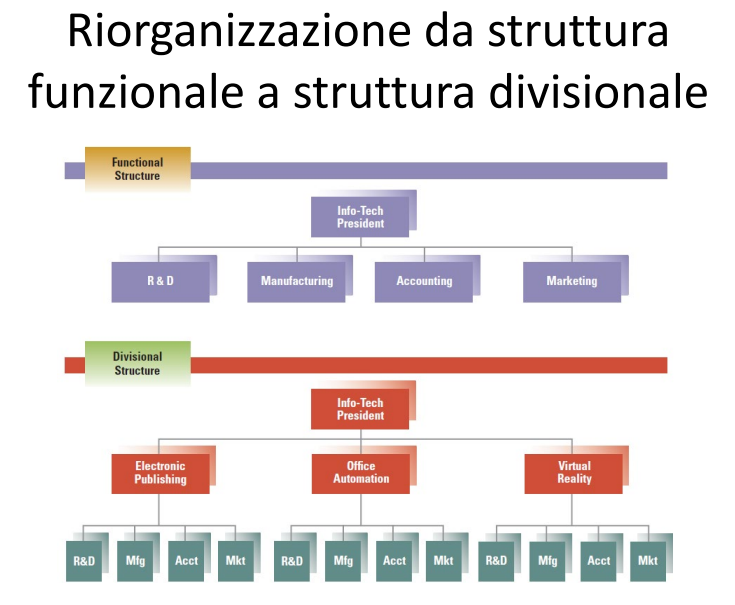 Riorganizzazione da struttura
funzionale a struttura divisionale
Functional
Structure
Info-Tech
President
R & D
Manufacturing
Accounting
Marketing
Divisional
Structure
Info-Tech
President
Electronic
Publishing
Office
Automation
Virtual
Reality
R&D
Mfg
Acct
Mkt
R&D
Mfg
Acct
Mkt
R&D
Mfg
Acct
Mkt